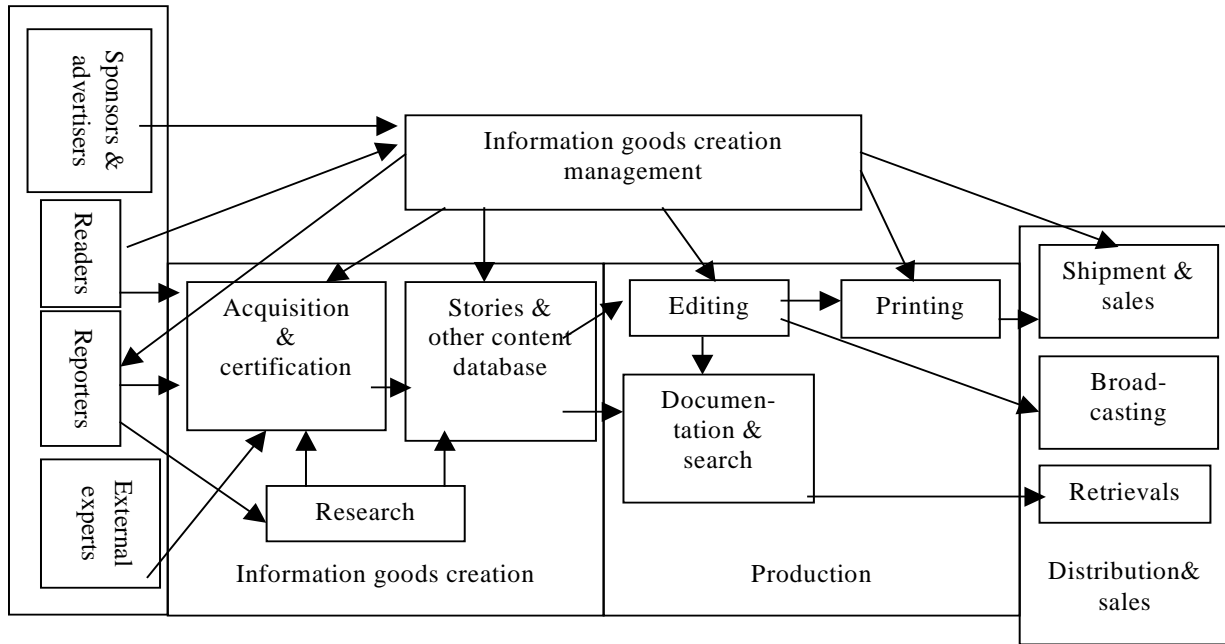 Sponsors &
advertisers
Readers
Reporters
External
experts
Information goods creation
management
Acquisition
&
certification
Stories &
other content
database
Research
Information goods creation
Editing
Printing
Documen-
tation &
search
Production
Shipment &
sales
Broad-
casting
Retrievals
Distribution&
sales